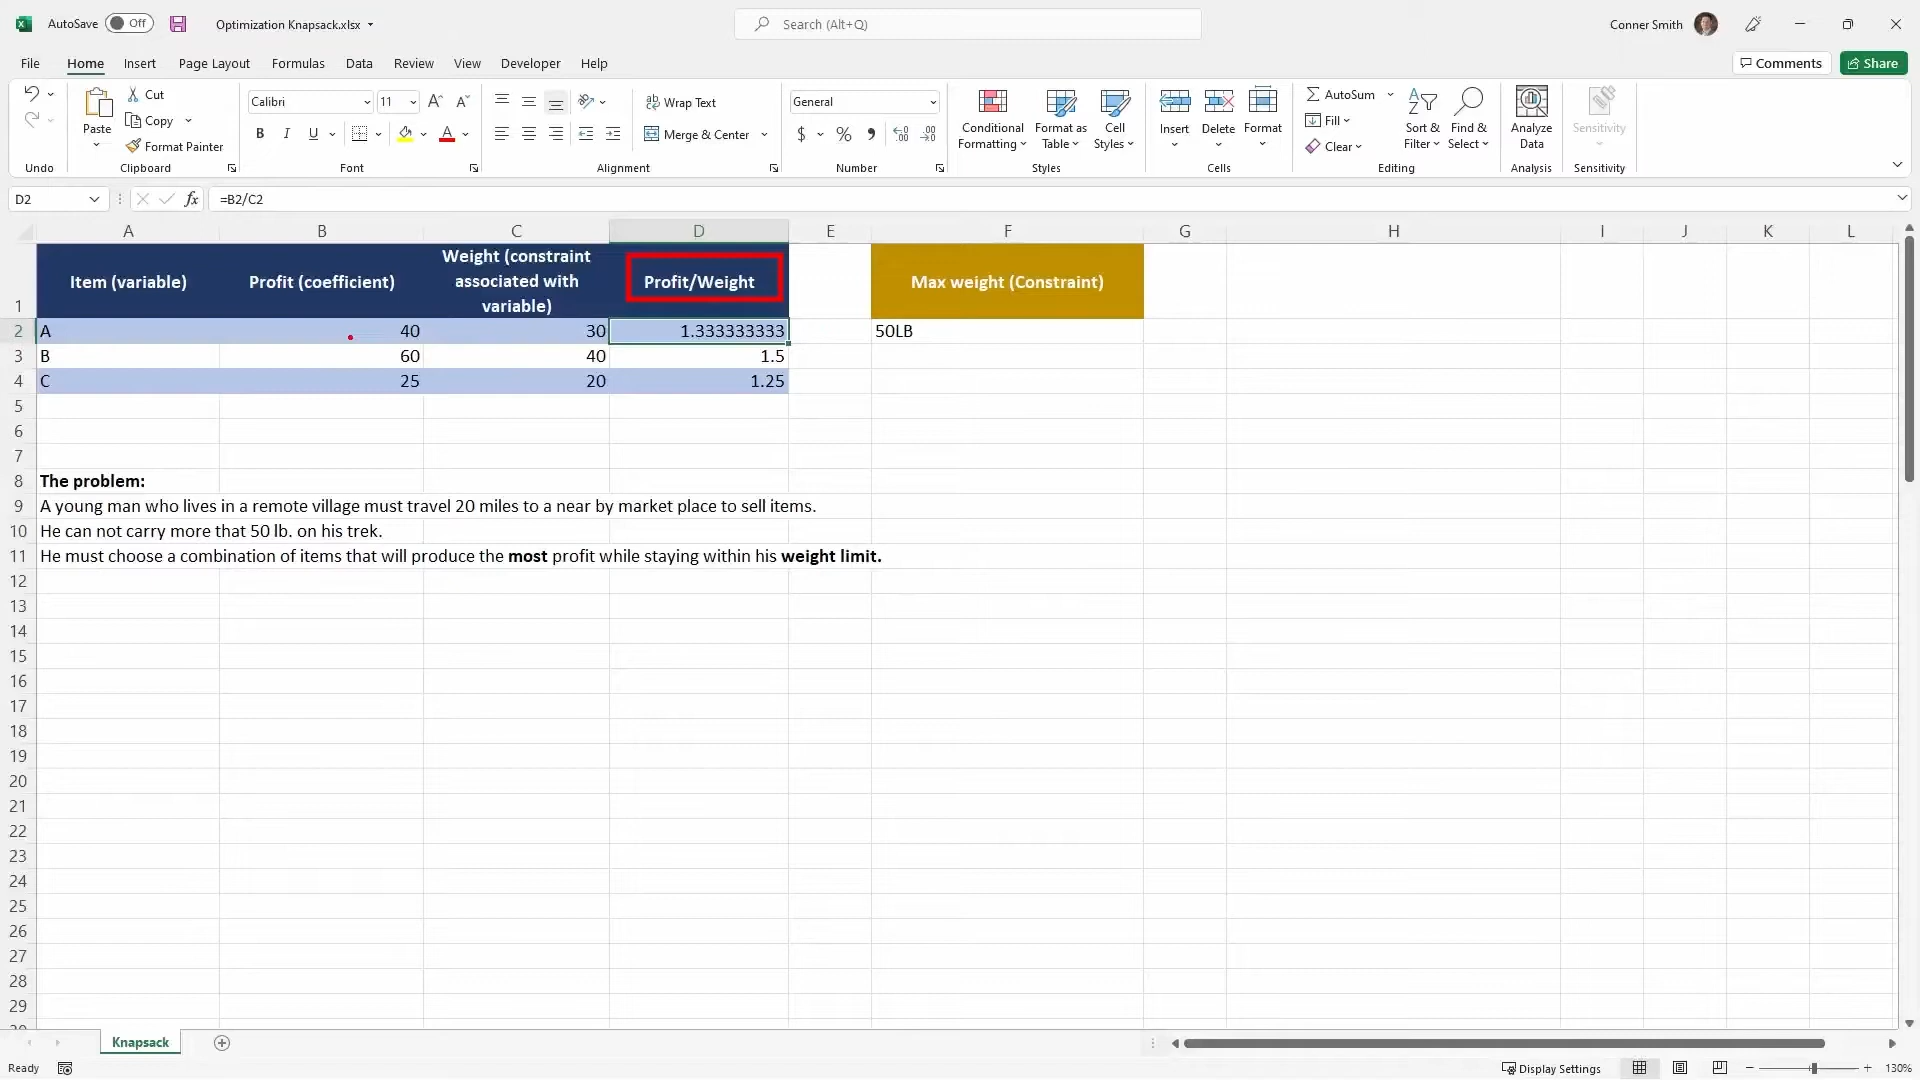 AutoSave Off Optimization Knapsack.xlsx Search (Alt+Q) Conner Smith
File Home Insert Page Layout Formulas Data Review View Developer Help Comments Share
Cut
Copy
Format Painter
Paste
Undo Clipboard
Calibri 11
B I U A
Font
Wrap Text
Merge & Center
Alignment
General
$ % ,
Number
Conditional Formatting
Format as Table
Cell Styles
Styles
Insert Delete Format
Cells
AutoSum
Fill
Clear
Sort & Filter
Find & Select
Editing
Analyze Data
Analysis
Sensitivity
Sensitivity
D2 fx =B2/C2
A B C D E F G H I J K L
1 Item (variable) Profit (coefficient) Weight (constraint associated with variable) Profit/Weight Max weight (Constraint)
2 A 40 30 1.333333333 50LB
3 B 60 40 1.5
4 C 25 20 1.25
5
6
7
8 The problem:
9 A young man who lives in a remote village must travel 20 miles to a near by market place to sell items.
10 He can not carry more that 50 lb. on his trek.
11 He must choose a combination of items that will produce the most profit while staying within his weight limit.
12
13
14
15
16
17
18
19
20
21
22
23
24
25
26
27
28
29
Knapsack
Ready Display Settings 130%